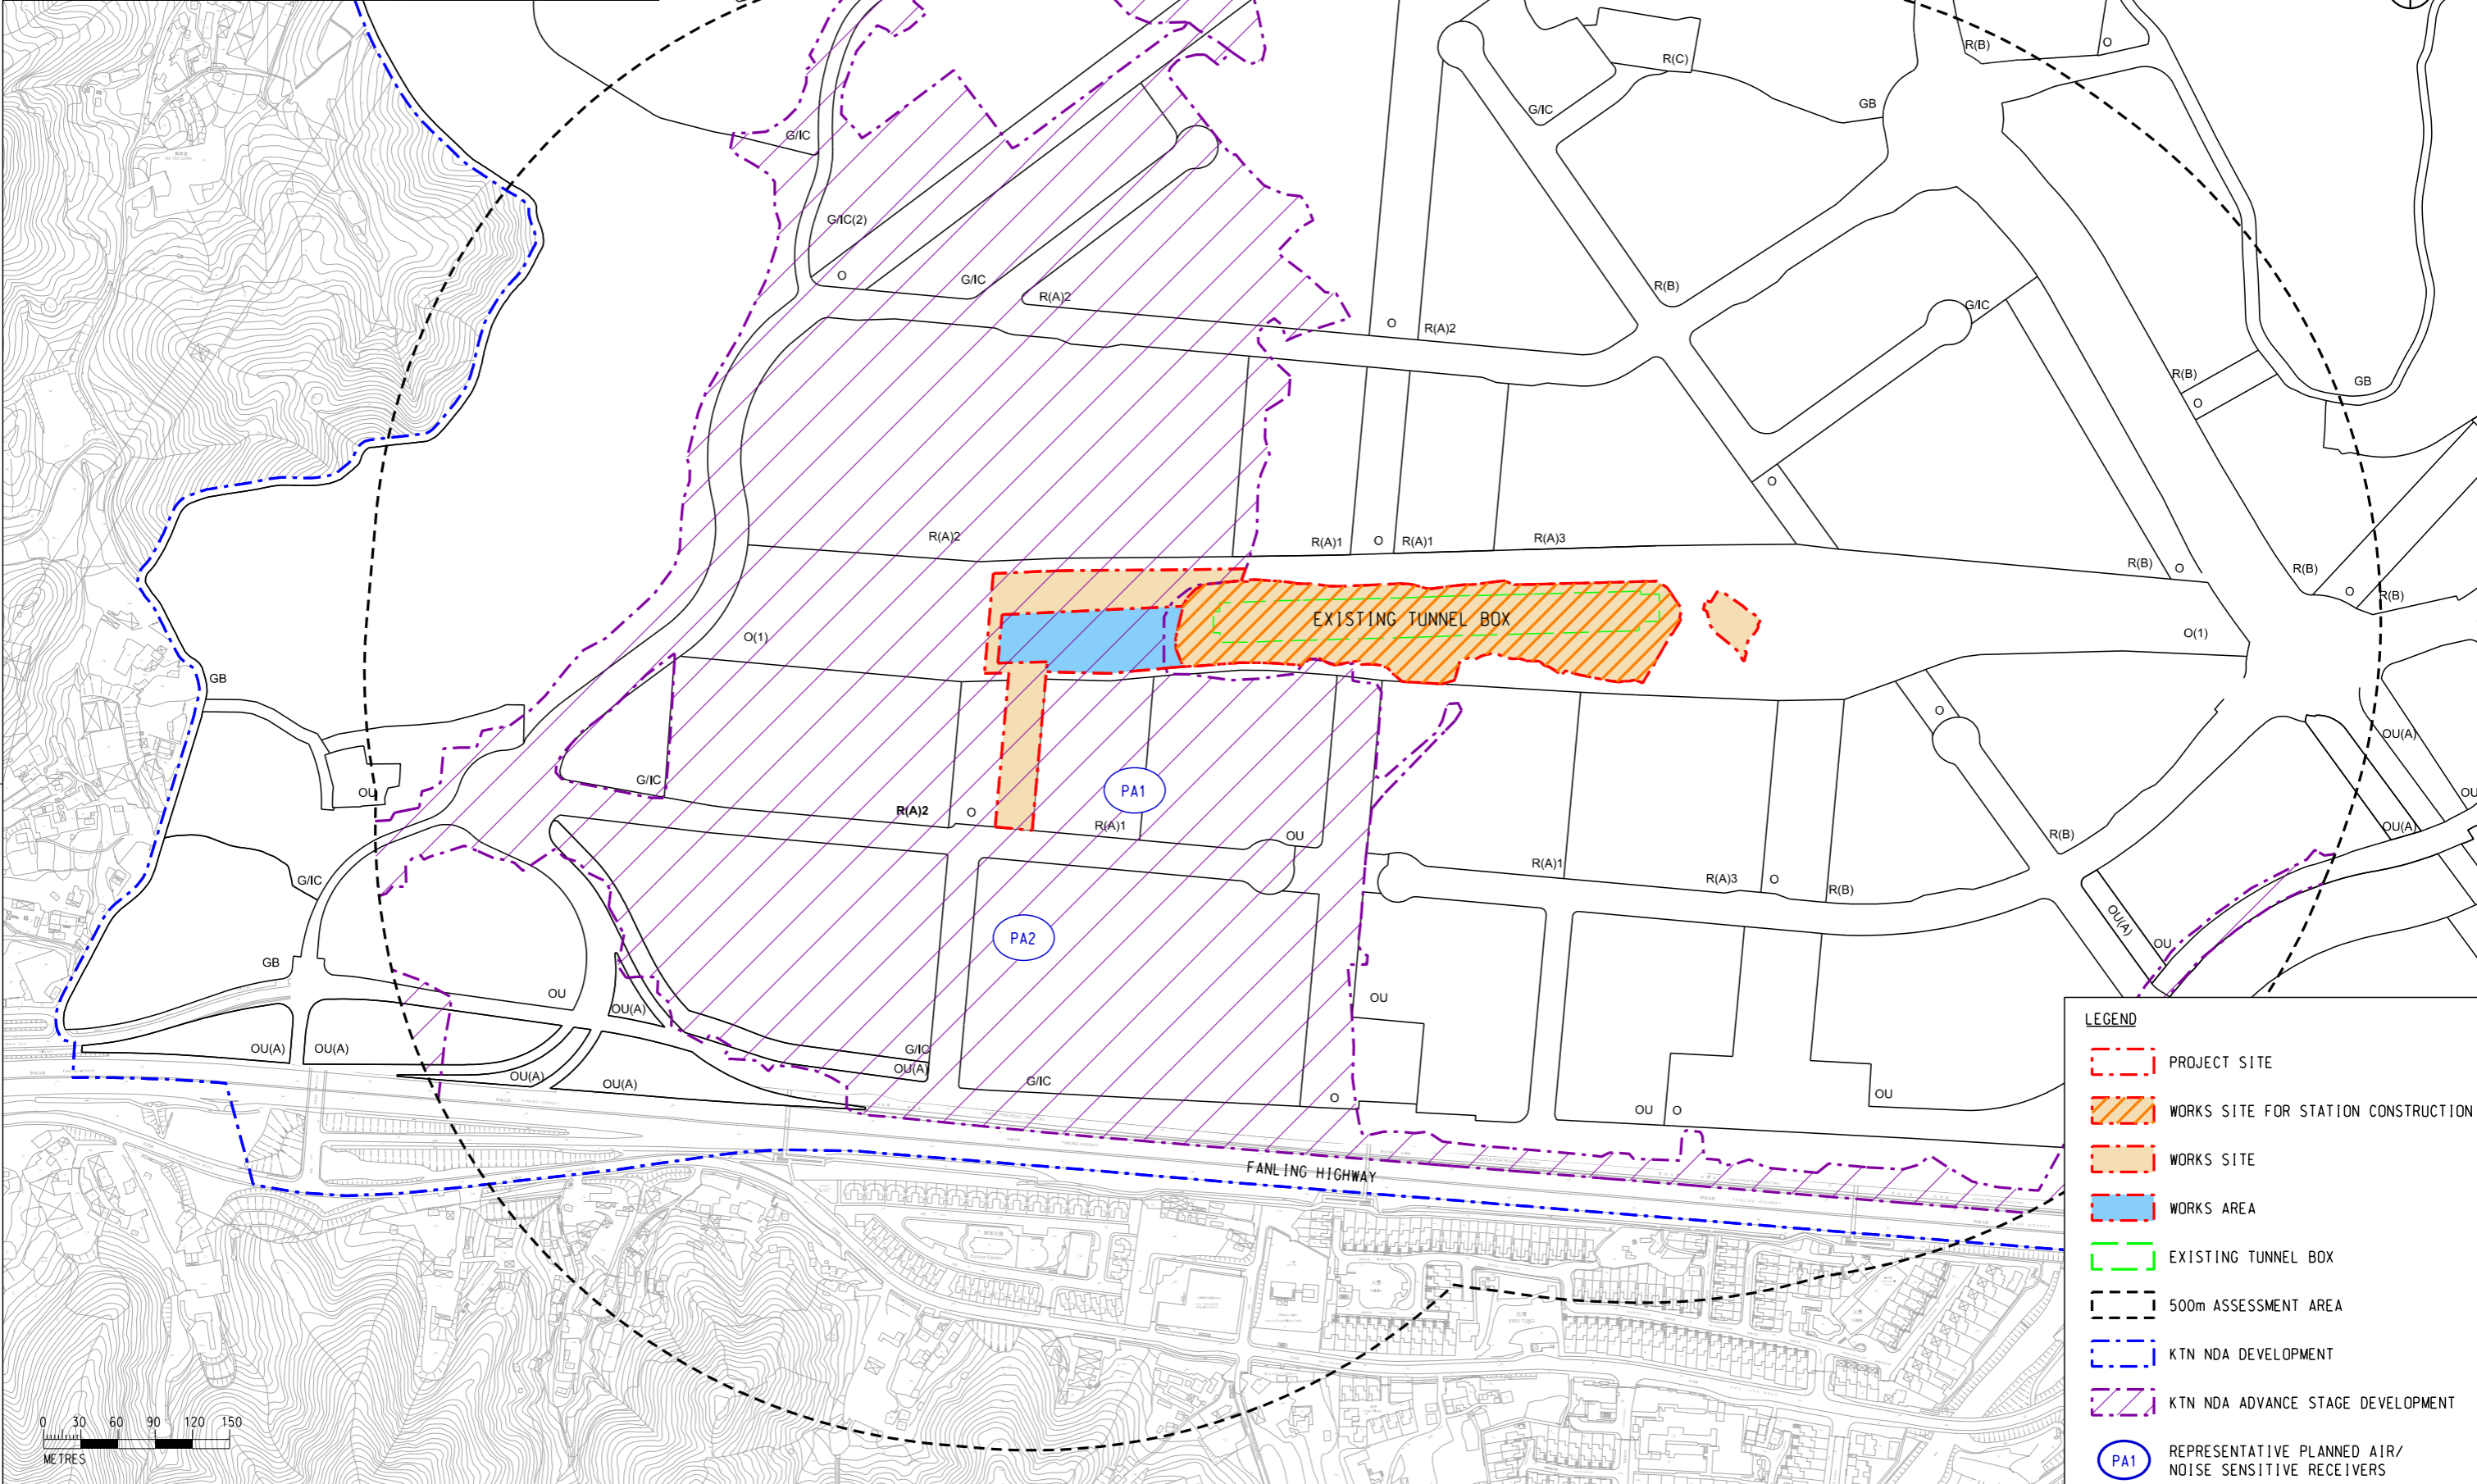 R(B)
O
R(C)
G/IC
GB
G/IC
G/IC(2)
O
G/IC
R(A)2
O
R(A)2
R(B)
G/IC
R(B)
O
GB
O
R(A)2
R(A)1
O
R(A)1
R(A)3
R(B)
O
R(B)
O
R(B)
EXISTING TUNNEL BOX
O(1)
O(1)
GB
O
OU(A)
G/IC
OU
PA1
R(A)2
O
R(A)1
OU
OU
OU(A)
R(B)
R(A)1
R(A)3
O
R(B)
G/IC
OU(A)
PA2
OU
GB
OU
OU
OU(A)
OU(A)
OU(A)
G/IC
OU(A)
OU(A)
OU(A)
G/IC
O
OU
O
OU
FANLING HIGHWAY
0 30 60 90 120 150
METRES
LEGEND
PROJECT SITE
WORKS SITE FOR STATION CONSTRUCTION
WORKS SITE
WORKS AREA
EXISTING TUNNEL BOX
500m ASSESSMENT AREA
KTN NDA DEVELOPMENT
KTN NDA ADVANCE STAGE DEVELOPMENT
PA1
REPRESENTATIVE PLANNED AIR/
NOISE SENSITIVE RECEIVERS